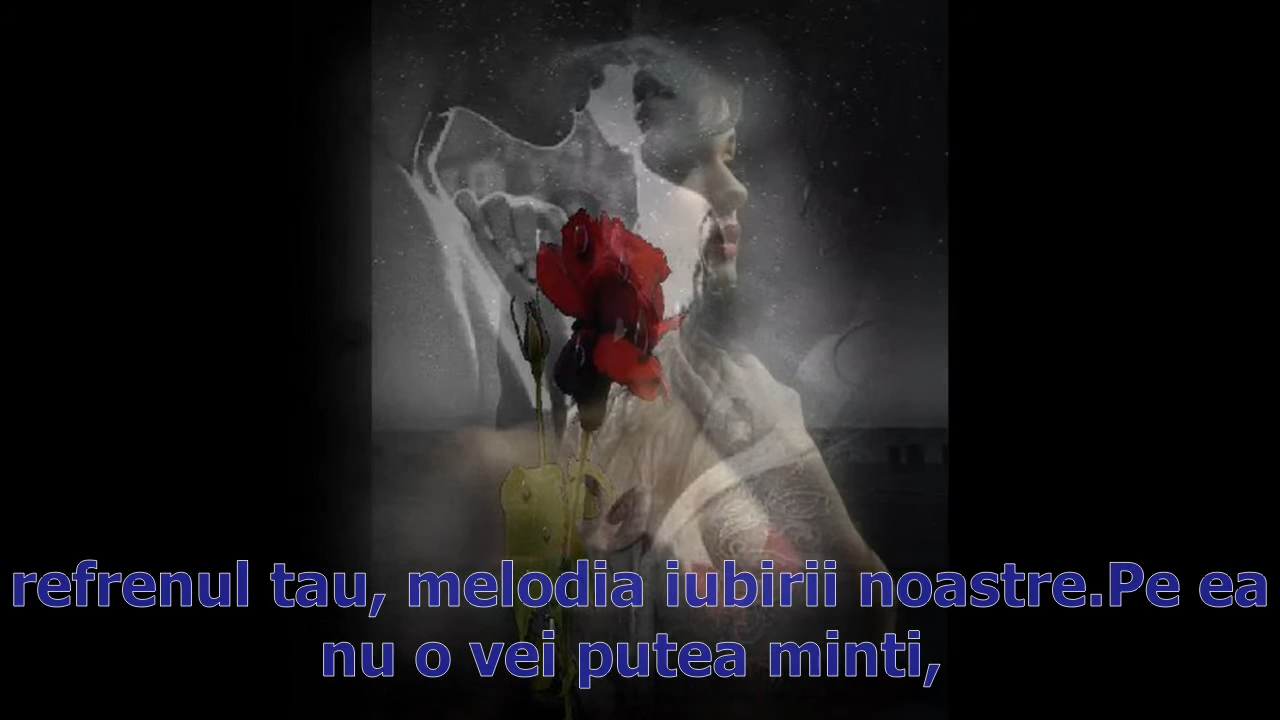 refrenul tau, melodia iubirii noastre.Pe ea
nu o vei putea minti,